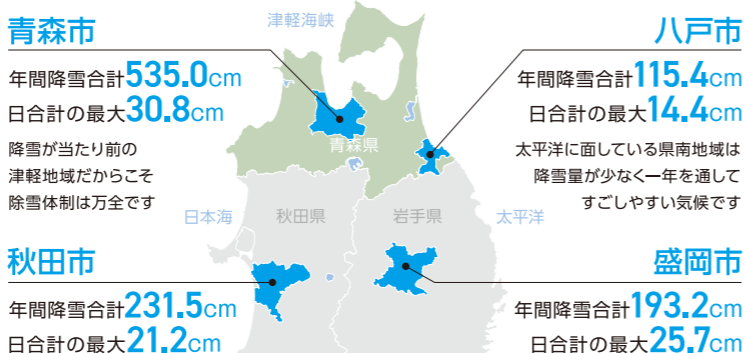 津軽海峡
青森市
年間降雪合計535.0cm
日合計の最大30.8cm
降雪が当たり前の
津軽地域だからこそ
除雪体制は万全です
八戸市
年間降雪合計115.4cm
日合計の最大14.4cm
太平洋に面している県南地域は
降雪量が少なく一年を通して
すごしやすい気候です
青森県
日本海
秋田県
岩手県
太平洋
秋田市
年間降雪合計231.5cm
日合計の最大21.2cm
盛岡市
年間降雪合計193.2cm
日合計の最大25.7cm